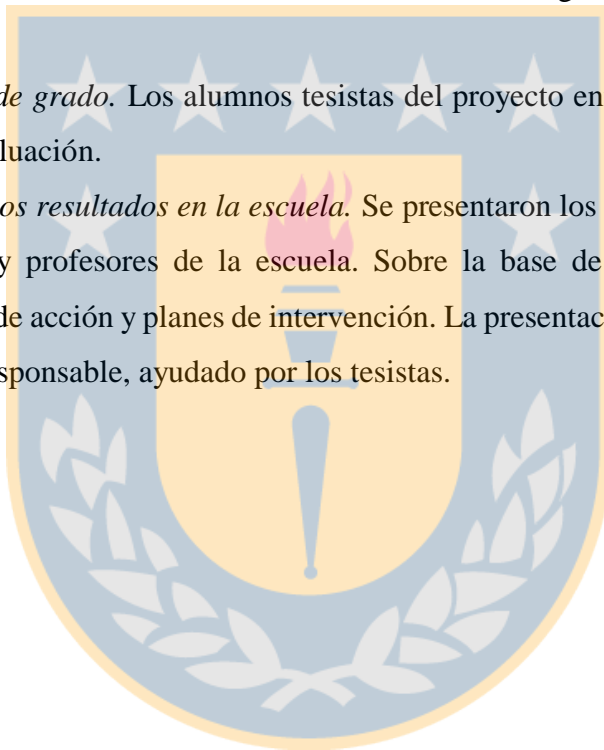 de grado. Los alumnos tesistas del proyecto en
luación.
os resultados en la escuela. Se presentaron los
y profesores de la escuela. Sobre la base de
de acción y planes de intervención. La presentac
sponsable, ayudado por los tesistas.